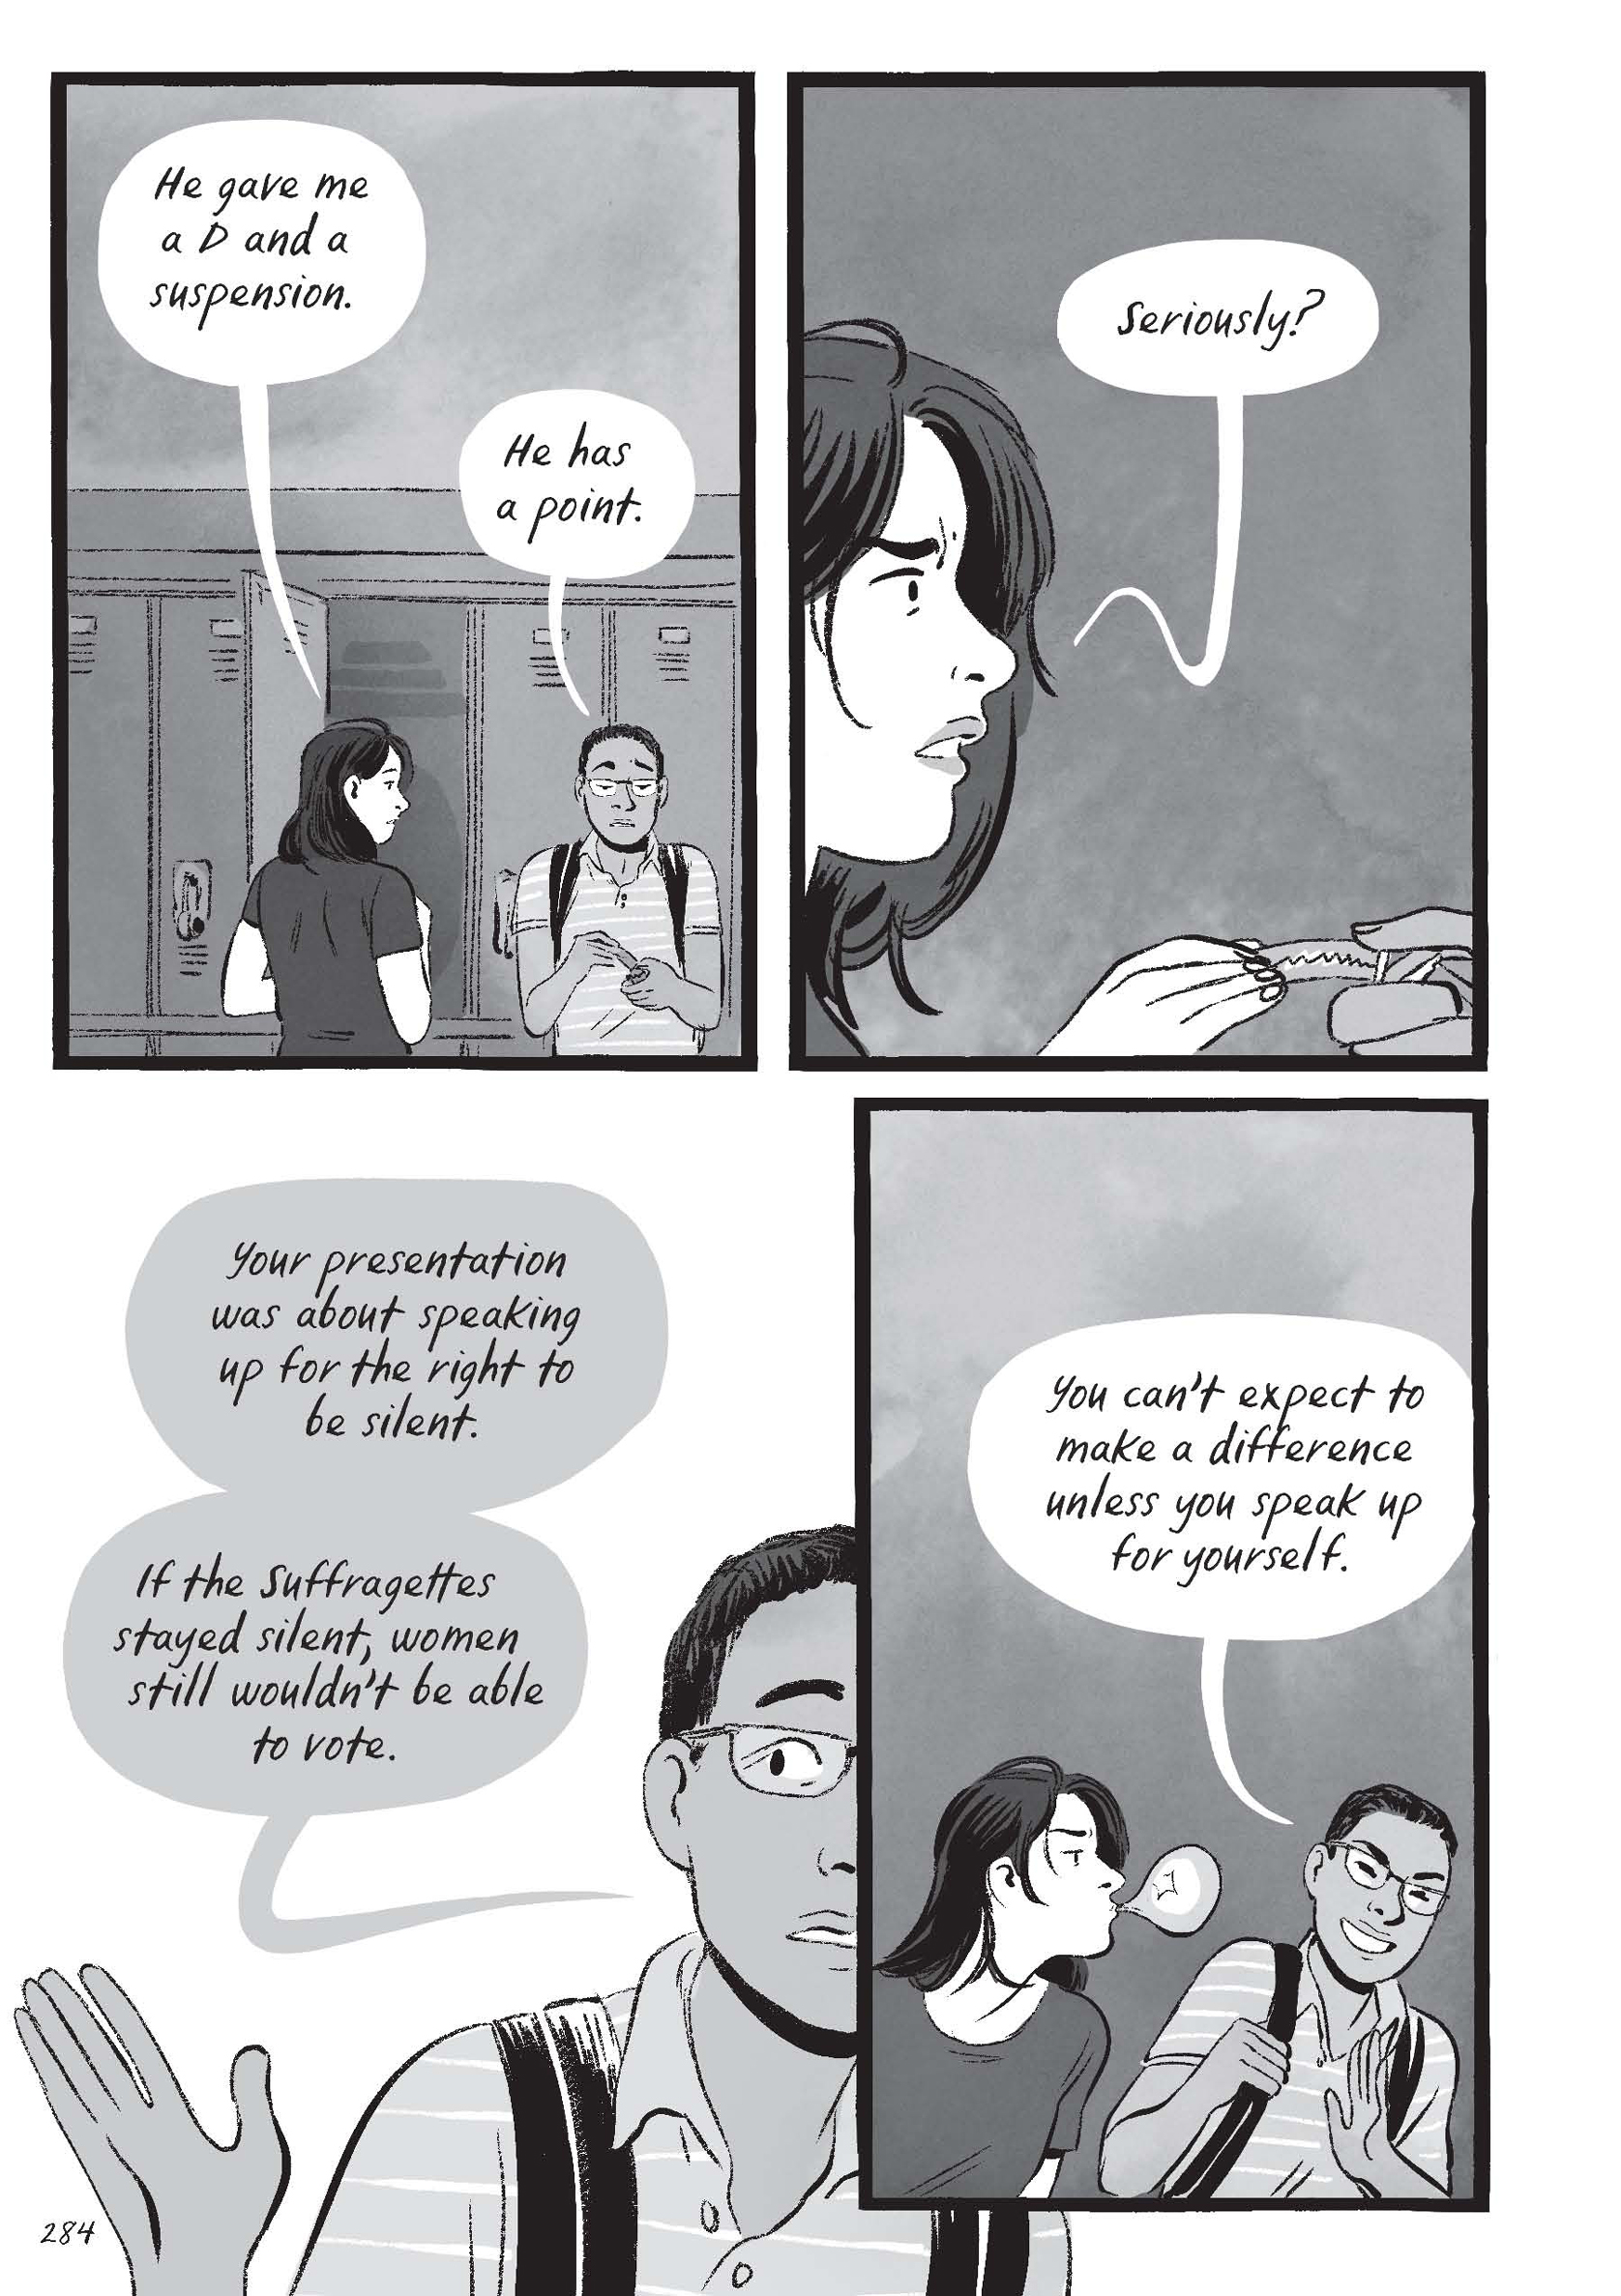 He gave me
a D and a
suspension.
He has
a point.
Seriously?
Your presentation
was about speaking
up for the right to
be silent.
If the Suffragettes
stayed silent, women
still wouldn't be able
to vote.
You can't expect to
make a difference
unless you speak up
for yourself.
284